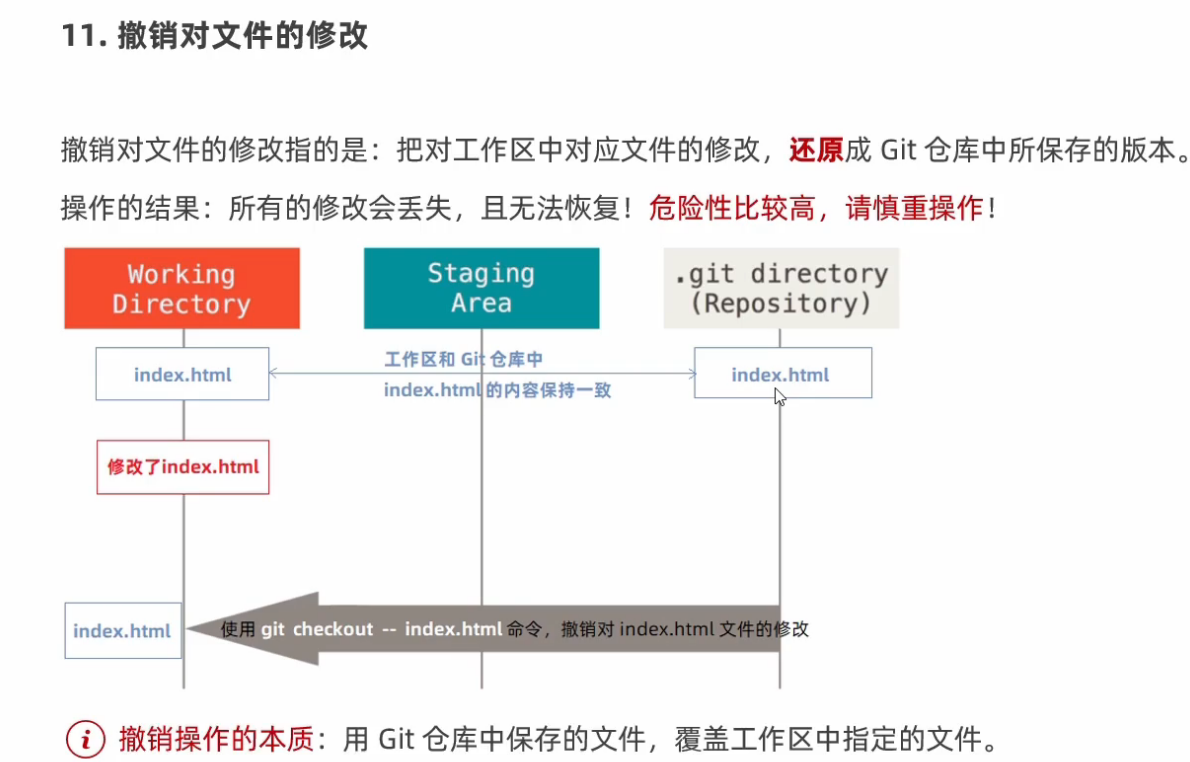 11. 撤销对文件的修改
撤销对文件的修改指的是：把对工作区中对应文件的修改，还原成 Git 仓库中所保存的版本。
操作的结果：所有的修改会丢失，且无法恢复！危险性比较高，请慎重操作！
Working
Directory
Staging
Area
.git directory
(Repository)
index.html
工作区和 Git 仓库中
index.html 的内容保持一致
index.html
修改了index.html
index.html
使用 git checkout -- index.html 命令，撤销对 index.html 文件的修改
i 撤销操作的本质：用 Git 仓库中保存的文件，覆盖工作区中指定的文件。